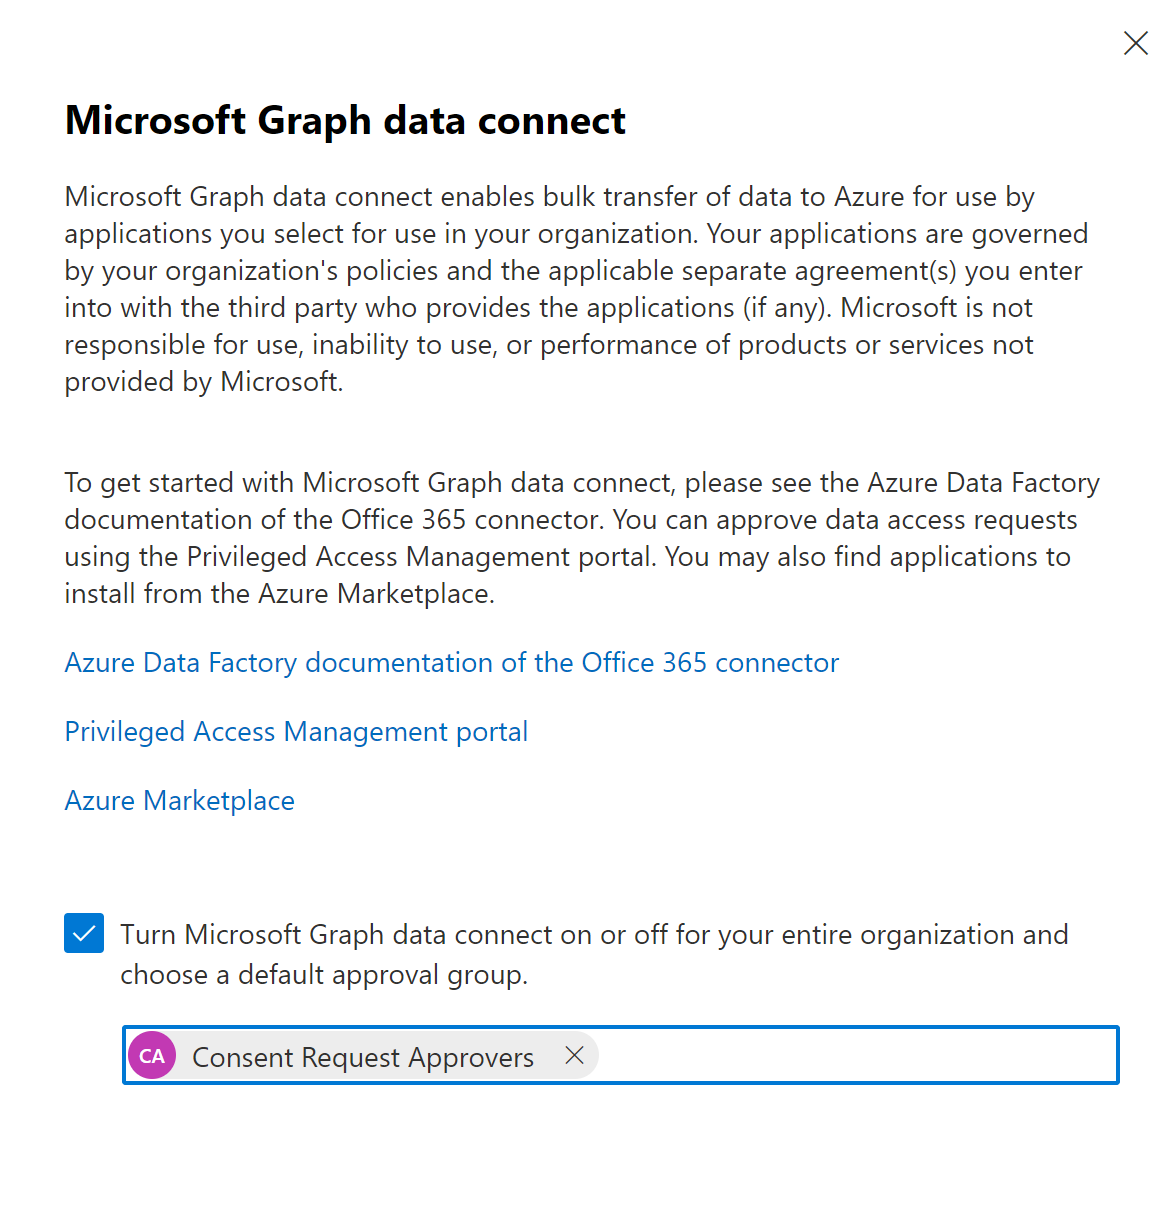 Microsoft Graph data connect
Microsoft Graph data connect enables bulk transfer of data to Azure for use by
applications you select for use in your organization. Your applications are governed
by your organization's policies and the applicable separate agreement(s) you enter
into with the third party who provides the applications (if any). Microsoft is not
responsible for use, inability to use, or performance of products or services not
provided by Microsoft.
To get started with Microsoft Graph data connect, please see the Azure Data Factory
documentation of the Office 365 connector. You can approve data access requests
using the Privileged Access Management portal. You may also find applications to
install from the Azure Marketplace.
Azure Data Factory documentation of the Office 365 connector
Privileged Access Management portal
Azure Marketplace
Turn Microsoft Graph data connect on or off for your entire organization and
choose a default approval group.
CA Consent Request Approvers